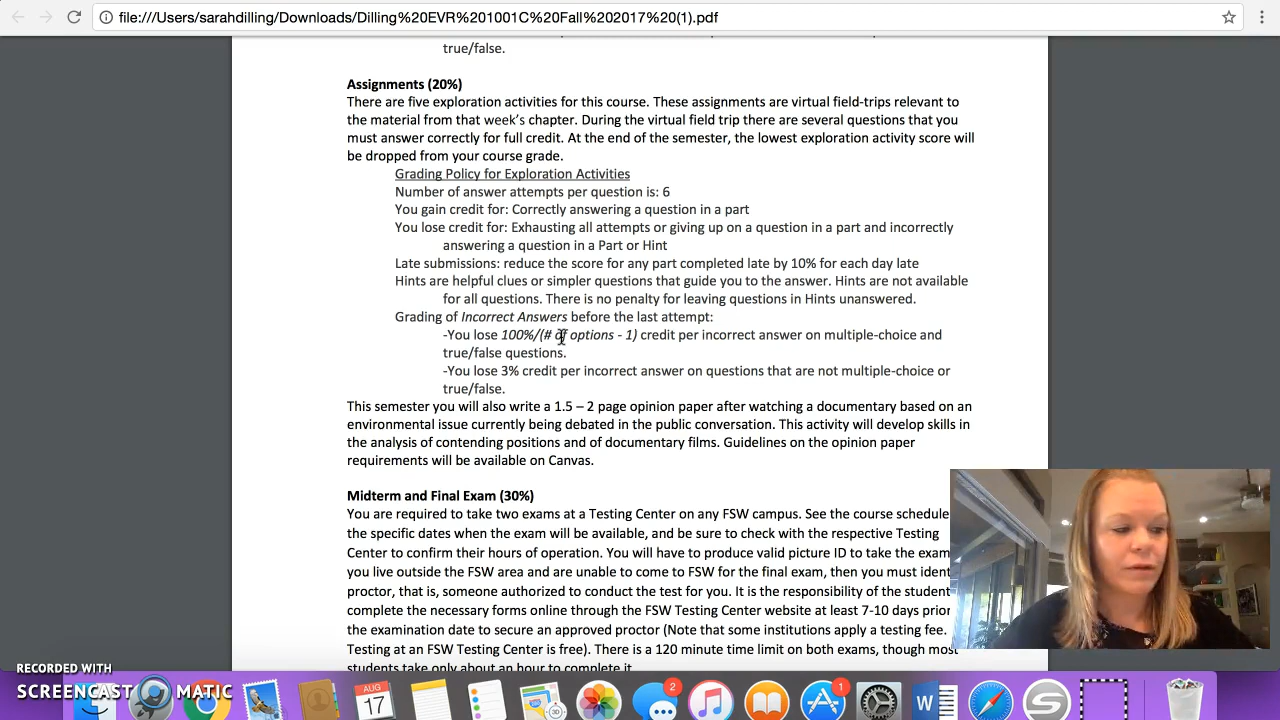 file:///Users/sarahdilling/Downloads/Dilling%20EVR%201001C%20Fall%202017%20(1).pdf
true/false.
Assignments (20%)
There are five exploration activities for this course. These assignments are virtual field-trips relevant to
the material from that week's chapter. During the virtual field trip there are several questions that you
must answer correctly for full credit. At the end of the semester, the lowest exploration activity score will
be dropped from your course grade.
Grading Policy for Exploration Activities
Number of answer attempts per question is: 6
You gain credit for: Correctly answering a question in a part
You lose credit for: Exhausting all attempts or giving up on a question in a part and incorrectly
answering a question in a Part or Hint
Late submissions: reduce the score for any part completed late by 10% for each day late
Hints are helpful clues or simpler questions that guide you to the answer. Hints are not available
for all questions. There is no penalty for leaving questions in Hints unanswered.
Grading of Incorrect Answers before the last attempt:
-You lose 100%/(# of options - 1) credit per incorrect answer on multiple-choice and
true/false questions.
-You lose 3% credit per incorrect answer on questions that are not multiple-choice or
true/false.
This semester you will also write a 1.5 – 2 page opinion paper after watching a documentary based on an
environmental issue currently being debated in the public conversation. This activity will develop skills in
the analysis of contending positions and of documentary films. Guidelines on the opinion paper
requirements will be available on Canvas.
Midterm and Final Exam (30%)
You are required to take two exams at a Testing Center on any FSW campus. See the course schedule
the specific dates when the exam will be available, and be sure to check with the respective Testing
Center to confirm their hours of operation. You will have to produce valid picture ID to take the exam
you live outside the FSW area and are unable to come to FSW for the final exam, then you must ident
proctor, that is, someone authorized to conduct the test for you. It is the responsibility of the student
complete the necessary forms online through the FSW Testing Center website at least 7-10 days prior
the examination date to secure an approved proctor (Note that some institutions apply a testing fee.
Testing at an FSW Testing Center is free). There is a 120 minute time limit on both exams, though most
students take only about an hour to complete it.
RECORDED WITH
SCREENCAST MATIC
AUG
17
2
1
W